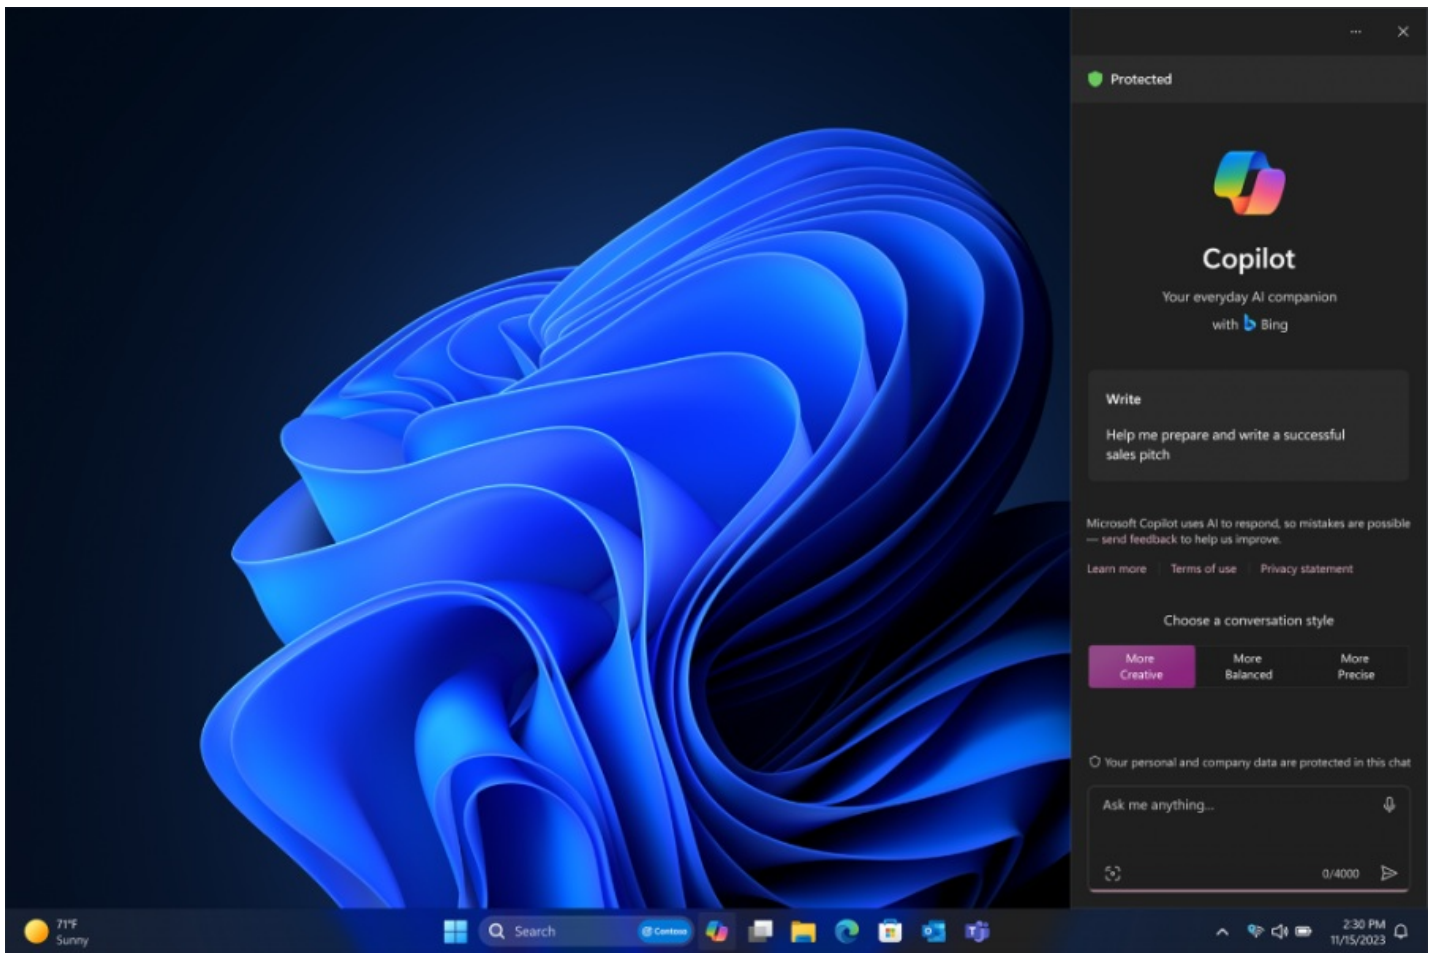 ...
Protected
Copilot
Your everyday AI companion
with Bing
Write
Help me prepare and write a successful
sales pitch
Microsoft Copilot uses AI to respond, so mistakes are possible
— send feedback to help us improve.
Learn more
Terms of use
Privacy statement
Choose a conversation style
More
Creative
More
Balanced
More
Precise
Your personal and company data are protected in this chat
Ask me anything...
0/4000
71°F
Sunny
Search
Contoso
2:30 PM
11/15/2023